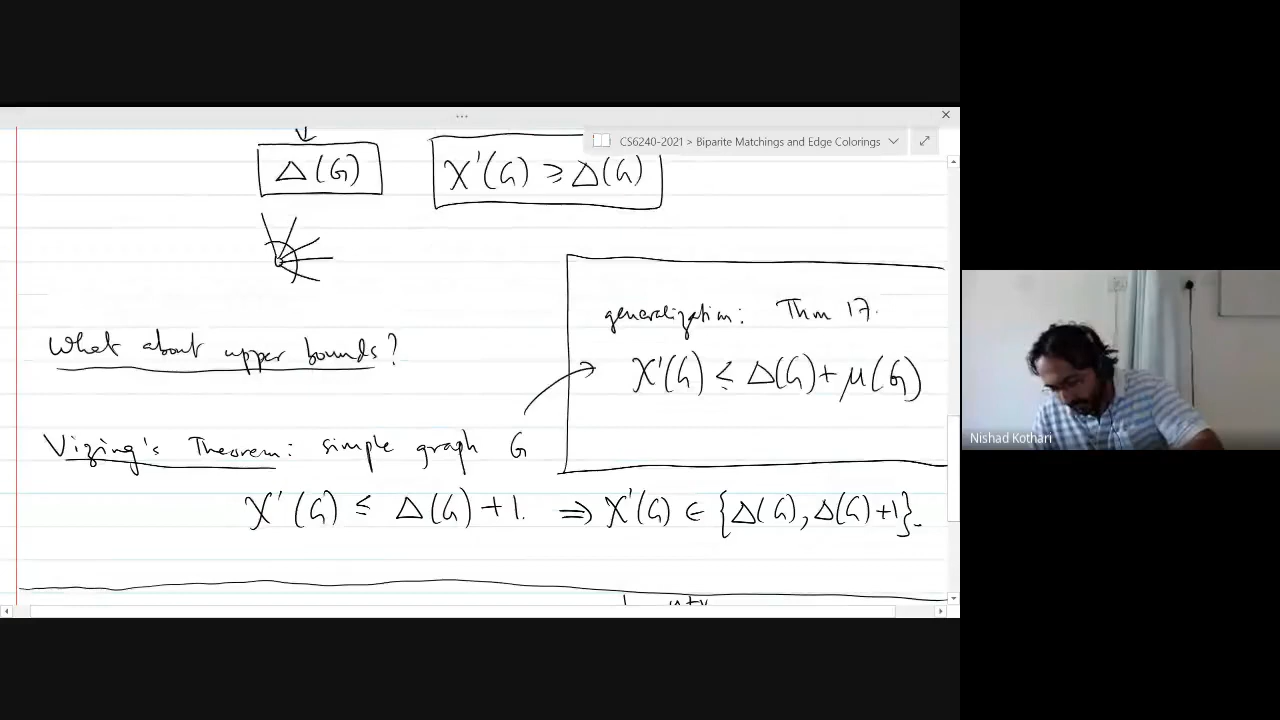 CS6240-2021 > Biparite Matchings and Edge Colorings
Δ(G)
χ'(G) ≥ Δ(G)
generalization: Thm 17.
χ'(G) ≤ Δ(G) + μ(G)
What about upper bounds?
Vizing's Theorem: simple graph G
χ'(G) ≤ Δ(G) + 1. ⇒ χ'(G) ∈ {Δ(G), Δ(G)+1}.
Nishad Kothari